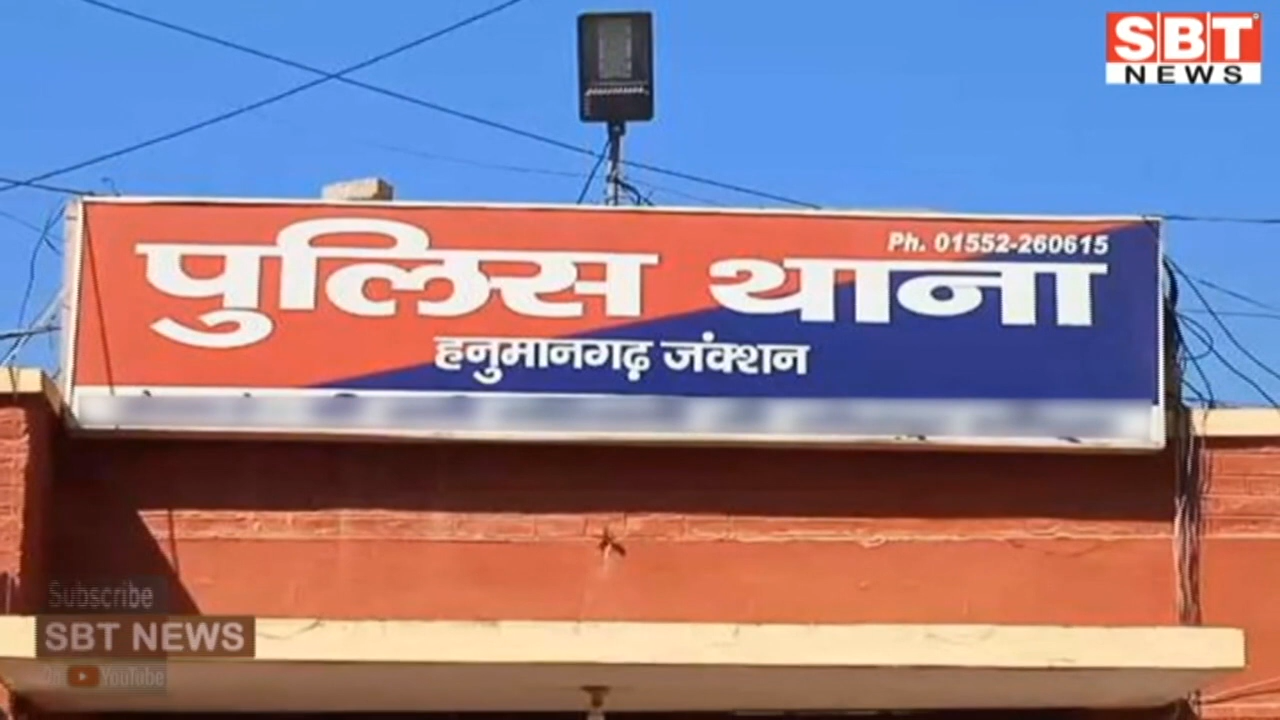 SBT
NEWS
Ph. 01552-260615
पुलिस थाना
हनुमानगढ़ जंक्शन
Subscribe
SBT NEWS
On YouTube